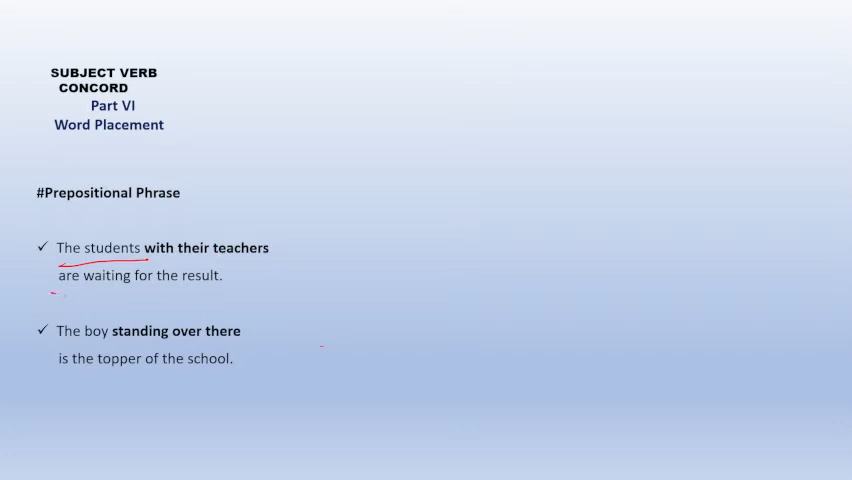 SUBJECT VERB
CONCORD
Part VI
Word Placement
#Prepositional Phrase
✓ The students with their teachers
are waiting for the result.
✓ The boy standing over there
is the topper of the school.